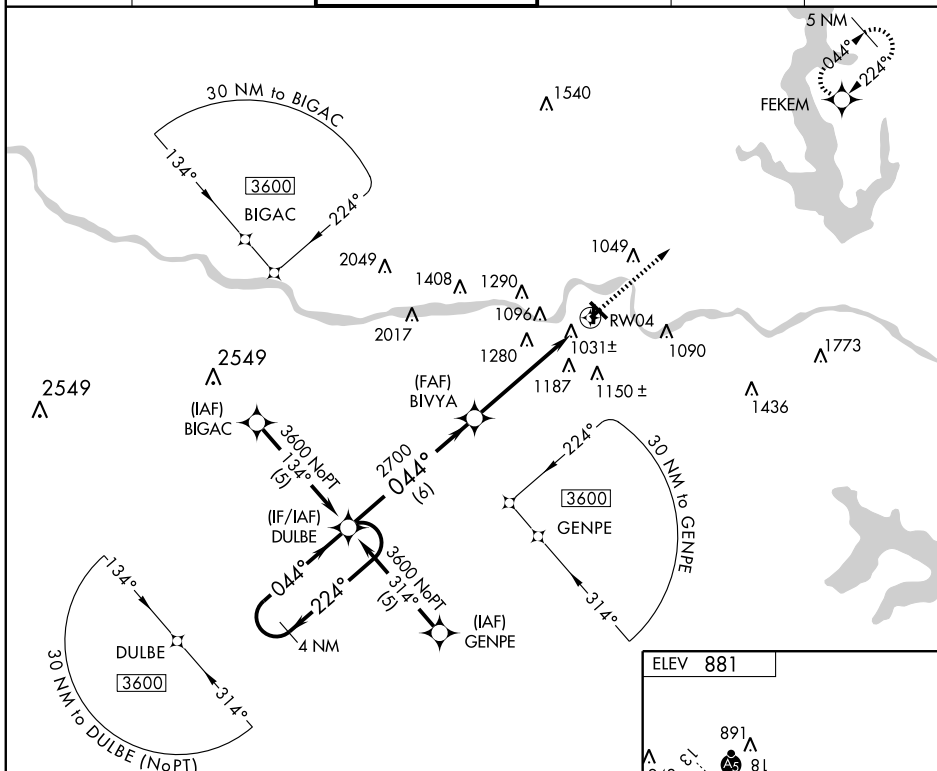 5 NM
044°
224°
FEKEM
1540
30 NM to BIGAC
134°
3600
BIGAC
224°
2049
1408
1290
1049
1096
RW04
2017
1280
1031±
1090
1773
2549
2549
1187
1150 ±
1436
(FAF)
BIVYA
(IAF)
BIGAC
3600 NoPT
134°
(5)
2700
044°
(6)
224°
30 NM to GENPE
3600
GENPE
314°
(IF/IAF)
DULBE
3600 NoPT
314°
(5)
044°
224°
4 NM
(IAF)
GENPE
134°
DULBE
3600
314°
30 NM to DULBE (NoPT)
ELEV 881
891
13
A5